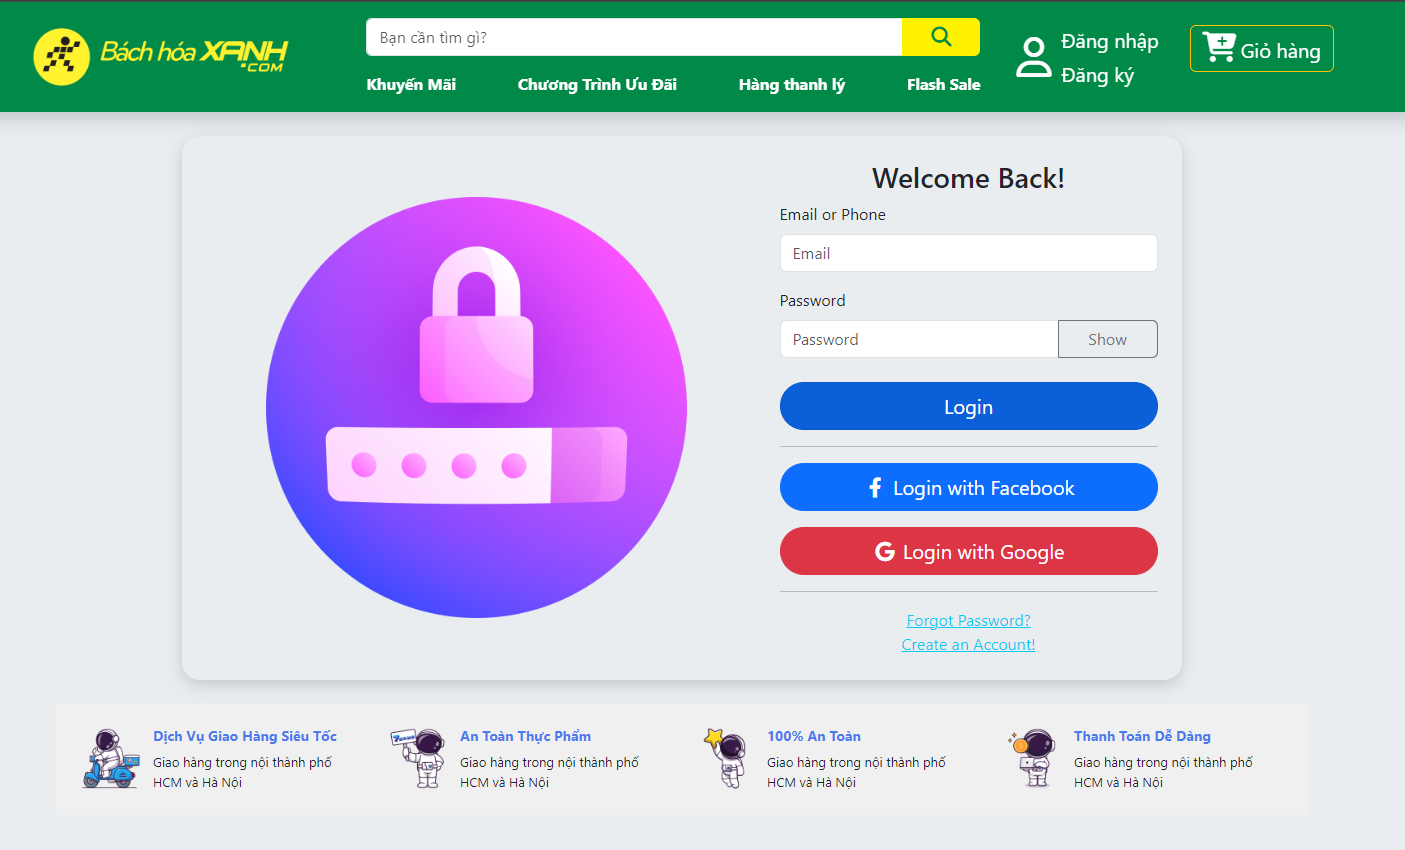 Bách hóa XANH
.COM
Bạn cần tìm gì?
Khuyến Mãi
Chương Trình Ưu Đãi
Hàng thanh lý
Flash Sale
Đăng nhập
Đăng ký
Giỏ hàng
Welcome Back!
Email or Phone
Email
Password
Password
Show
Login
Login with Facebook
Login with Google
Forgot Password?
Create an Account!
Dịch Vụ Giao Hàng Siêu Tốc
Giao hàng trong nội thành phố
HCM và Hà Nội
An Toàn Thực Phẩm
Giao hàng trong nội thành phố
HCM và Hà Nội
100% An Toàn
Giao hàng trong nội thành phố
HCM và Hà Nội
Thanh Toán Dễ Dàng
Giao hàng trong nội thành phố
HCM và Hà Nội